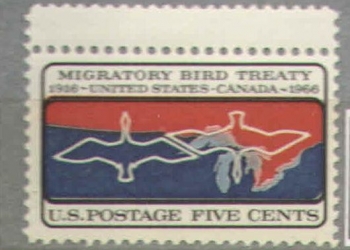 MIGRATORY BIRD TREATY
1916-UNITED STATES-CANADA-1966
U.S. POSTAGE FIVE CENTS